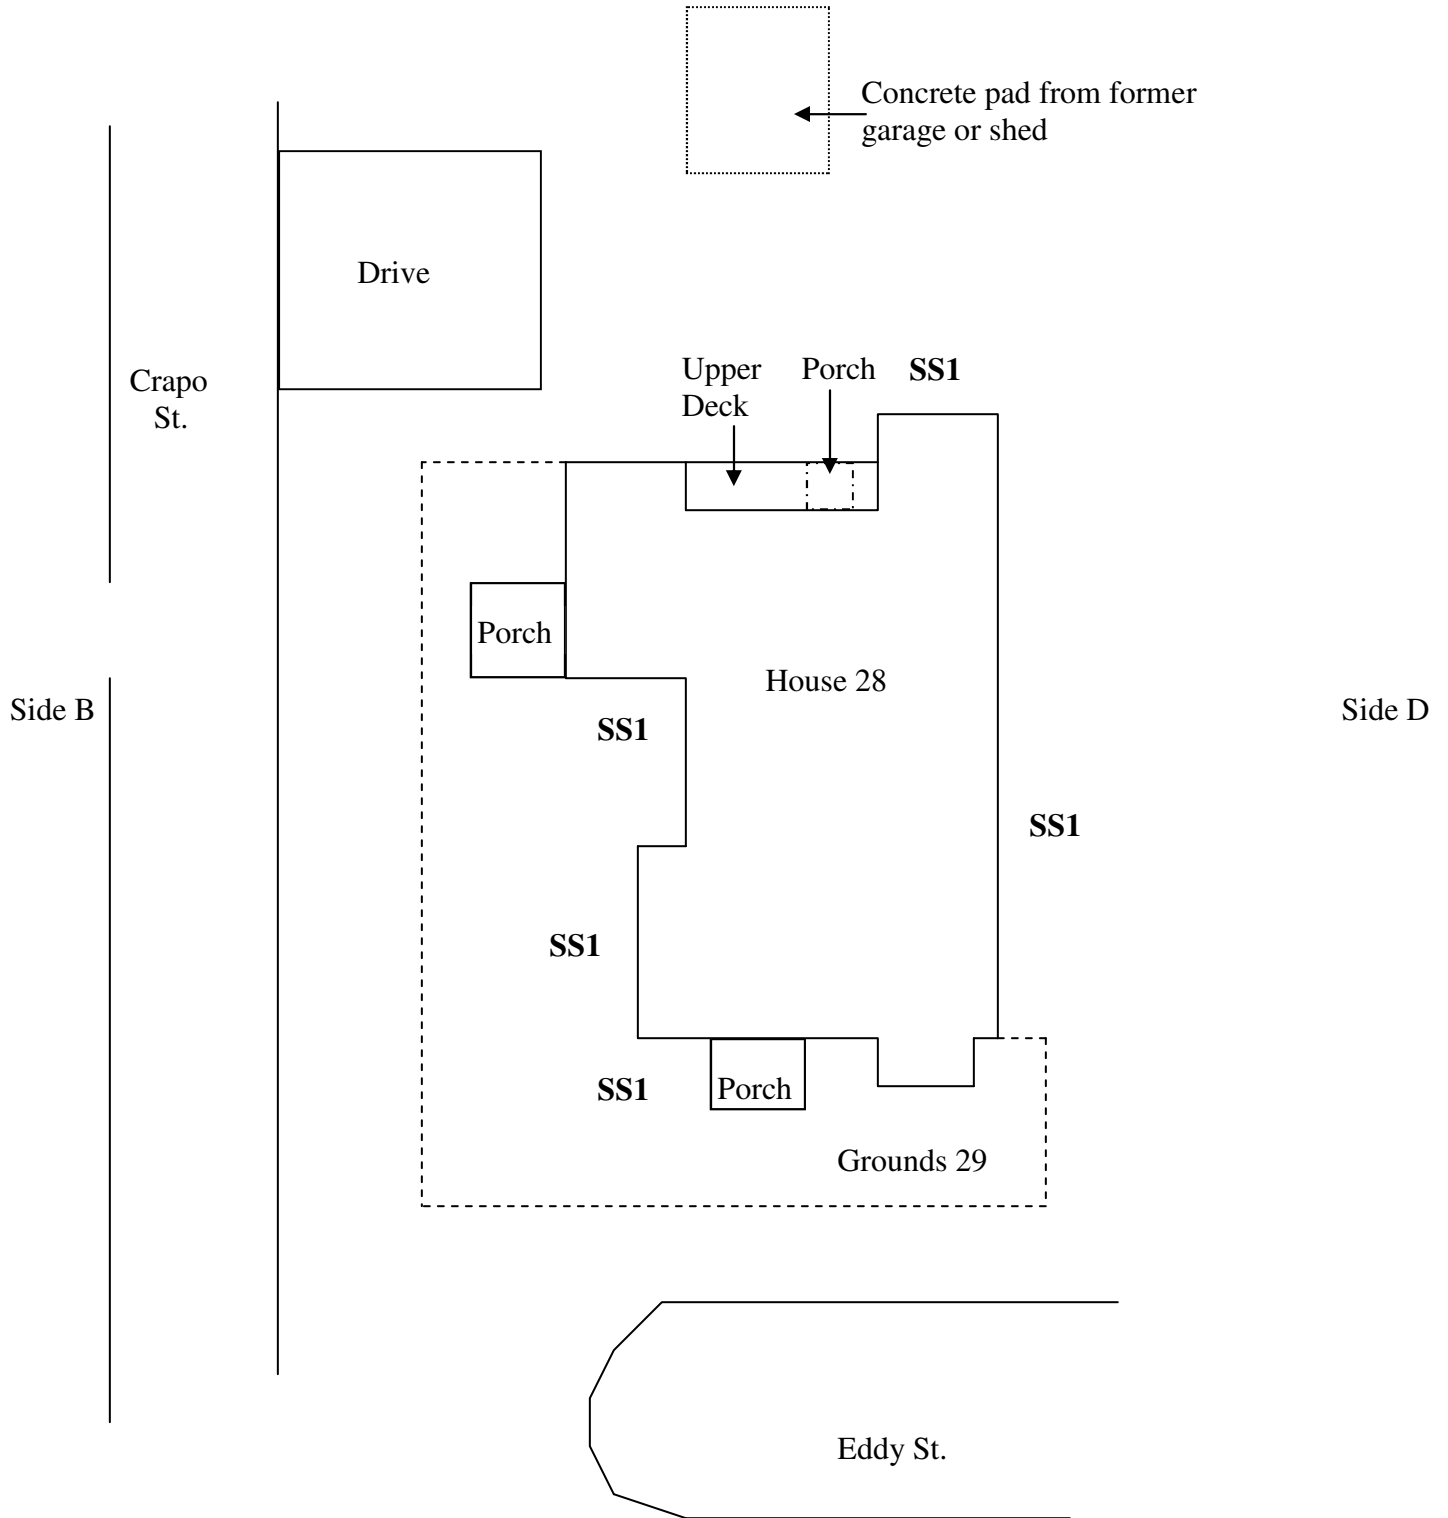 Concrete pad from former
garage or shed
Drive
Crapo
St.
Upper
Deck
Porch
SS1
Porch
House 28
Side B
SS1
Side D
SS1
SS1
SS1
Porch
Grounds 29
Eddy St.